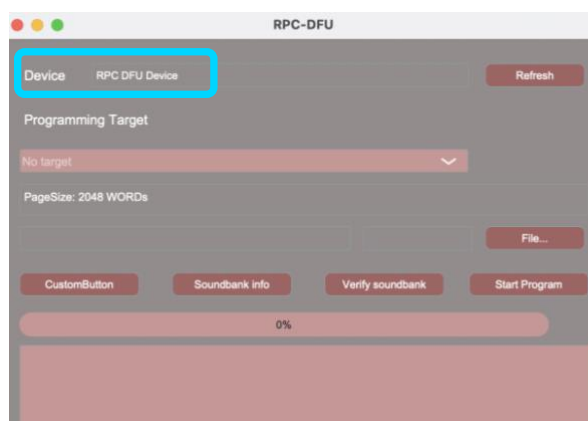 RPC-DFU
Device RPC DFU Device Refresh
Programming Target
No target
PageSize: 2048 WORDs
File...
CustomButton Soundbank info Verify soundbank Start Program
0%